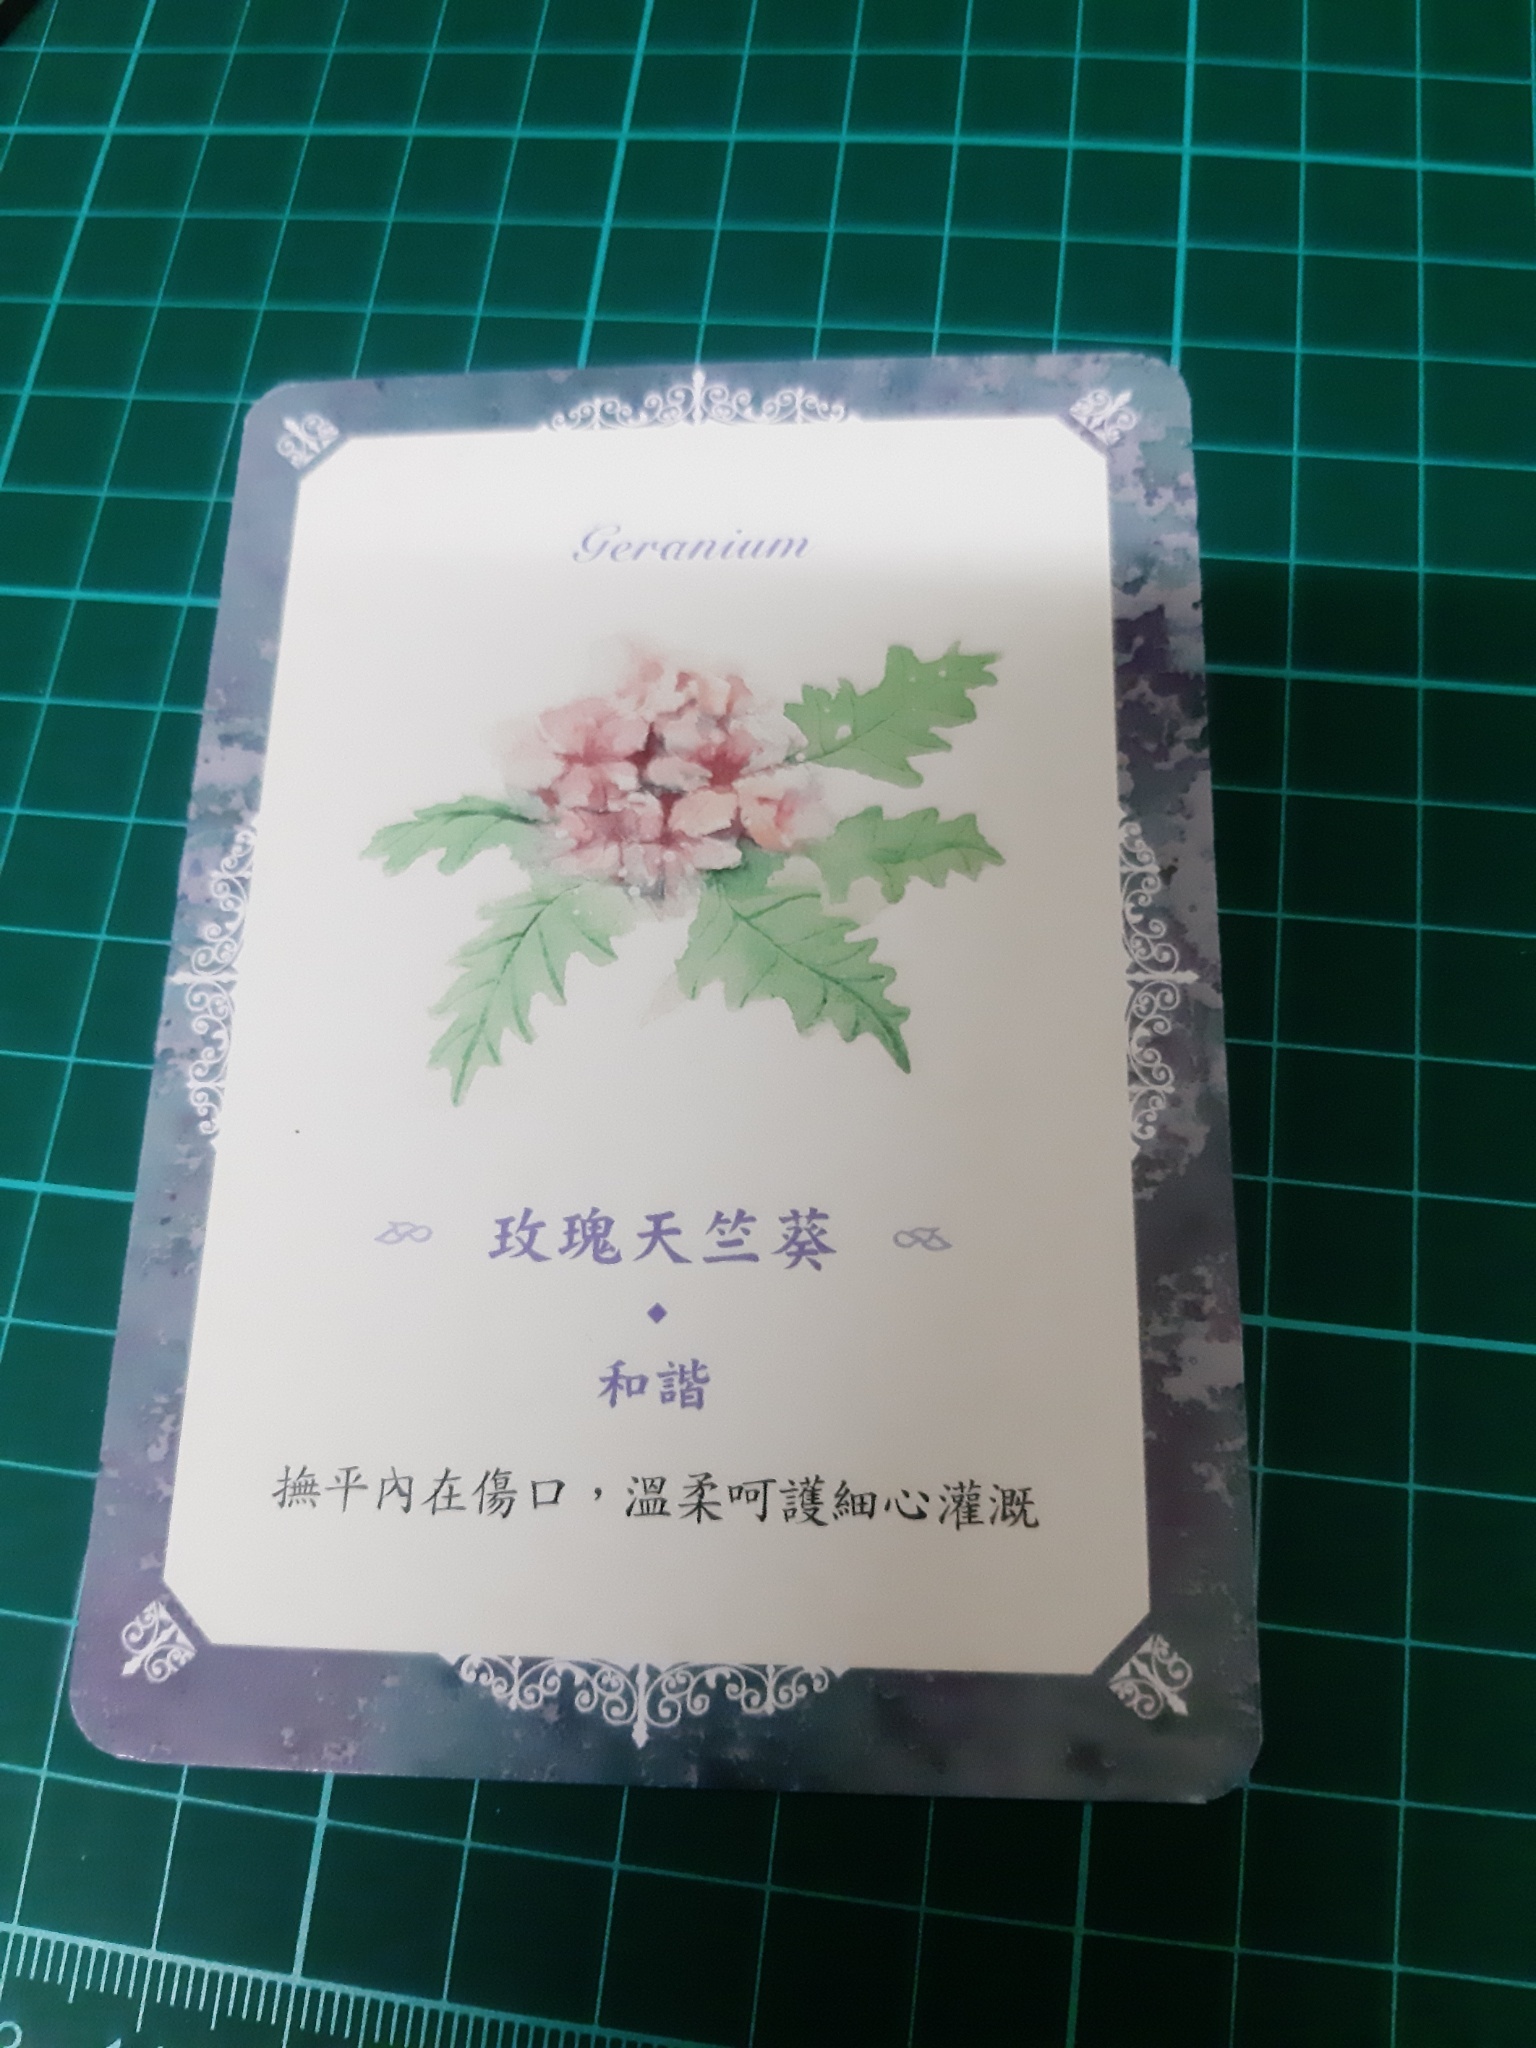 Geranium
玫瑰天竺葵
和諧
撫平內在傷口，溫柔呵護細心灌溉